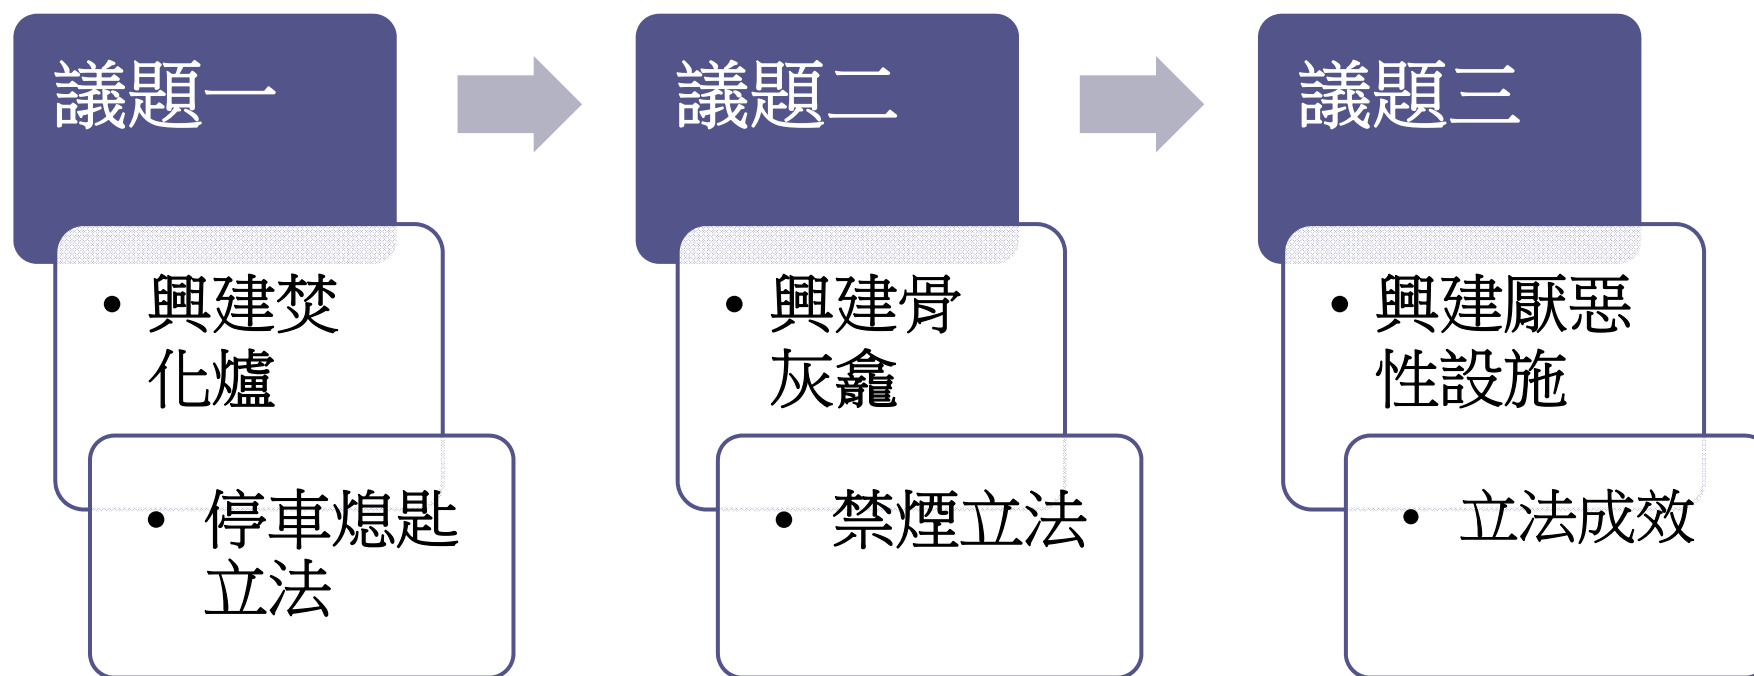 議題一
• 興建焚
化爐
• 停車熄匙
立法
議題二
• 興建骨
灰龕
• 禁煙立法
議題三
• 興建厭惡
性設施
• 立法成效